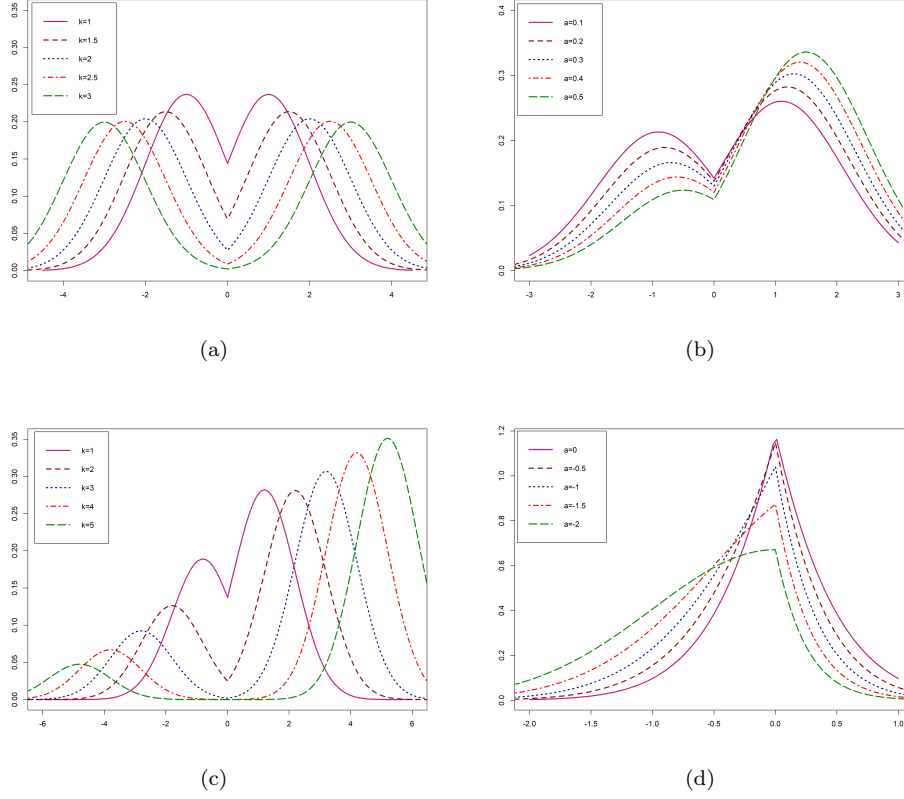 0.35
0.30
0.25
0.20
0.15
0.10
0.05
0.00
k=1
k=1.5
k=2
k=2.5
k=3
-4 -2 0 2 4
(a)
0.4
0.3
0.2
0.1
0.0
a=0.1
a=0.2
a=0.3
a=0.4
a=0.5
-3 -2 -1 0 1 2 3
(b)
0.35
0.30
0.25
0.20
0.15
0.10
0.05
0.00
k=1
k=2
k=3
k=4
k=5
-6 -4 -2 0 2 4 6
(c)
1.2
1.0
0.8
0.6
0.4
0.2
0.0
a=0
a=-0.5
a=-1
a=-1.5
a=-2
-2.0 -1.5 -1.0 -0.5 0.0 0.5 1.0
(d)